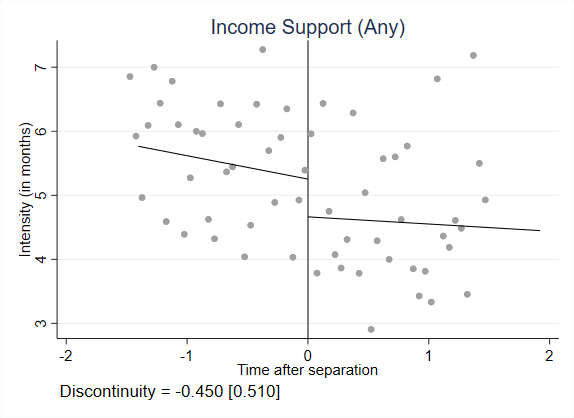 Income Support (Any)
Intensity (in months)
7
6
5
4
3
-2 -1 0 1 2
Time after separation
Discontinuity = -0.450 [0.510]